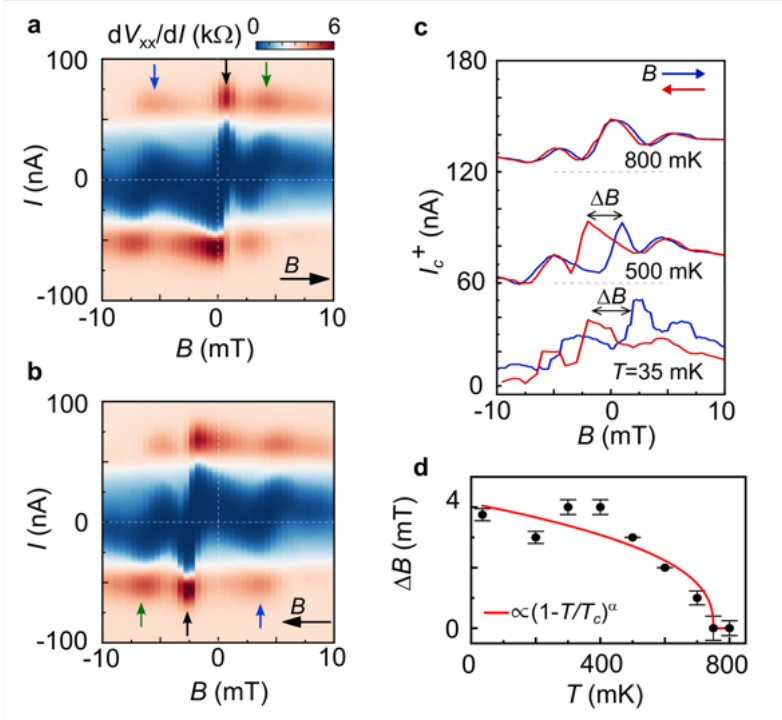 a
dVxx/dI (kΩ)
0
6
100
I (nA)
0
-100
B
-10
0
10
B (mT)
b
100
I (nA)
0
-100
B
-10
0
10
B (mT)
c
180
B
800 mK
120
Ic+ (nA)
ΔB
500 mK
60
ΔB
T=35 mK
0
-10
0
10
B (mT)
d
4
ΔB (mT)
∝(1-T/Tc)α
0
0
400
800
T (mK)